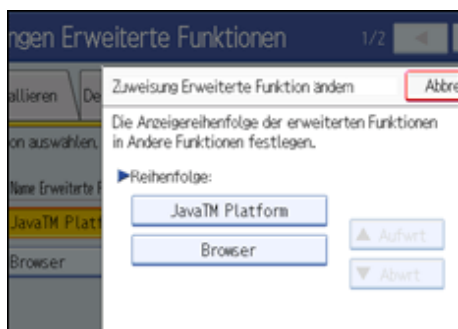 ngen Erweiterte Funktionen 1/2
allieren De
Zuweisung Erweiterte Funktion ändern Abbre
Die Anzeigereihenfolge der erweiterten Funktionen
in Andere Funktionen festlegen.
on auswählen.
Reihenfolge:
Name Erweiterte F
JavaTM Platform
JavaTM Platt
Browser
Aufwrt
Browser
Abwrt